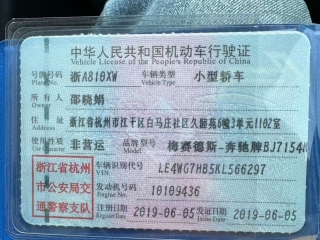 中华人民共和国机动车行驶证
Vehicle License of the People's Republic of China
号牌号码 浙A810XW 车辆类型 小型轿车
Plate No. Vehicle Type
所有人 邵晓娟
Owner
住址 浙江省杭州市江干区白马庄社区久睦苑6幢3单元1102室
Address
使用性质 非营运 品牌型号 梅赛德斯-奔驰牌BJ7154
Model
浙江省杭州
市公安局交
通警察支队
车辆识别代号 LE4WG7HB5KL566297
VIN
发动机号码 10109436
Engine No.
注册日期 2019-06-05 发证日期 2019-06-05
Register Date Issue Date